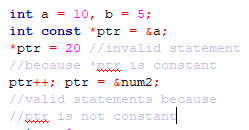 int a = 10, b = 5;
int const *ptr = &a;
*ptr = 20 //invalid statement
//because *ptr is constant
ptr++; ptr = &num2;
//valid statements because
//ptr is not constant